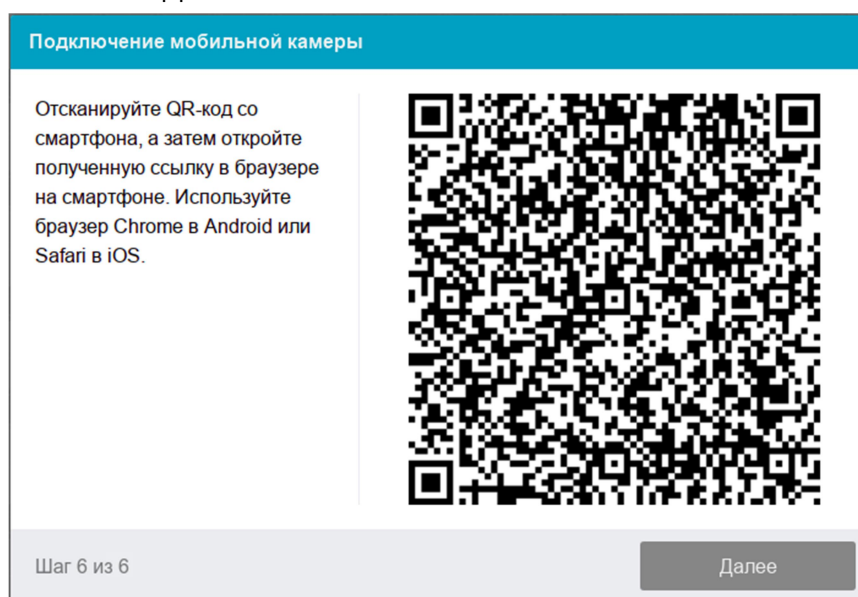 Подключение мобильной камеры
Отсканируйте QR-код со
смартфона, а затем откройте
полученную ссылку в браузере
на смартфоне. Используйте
браузер Chrome в Android или
Safari в iOS.
Шаг 6 из 6
Далее